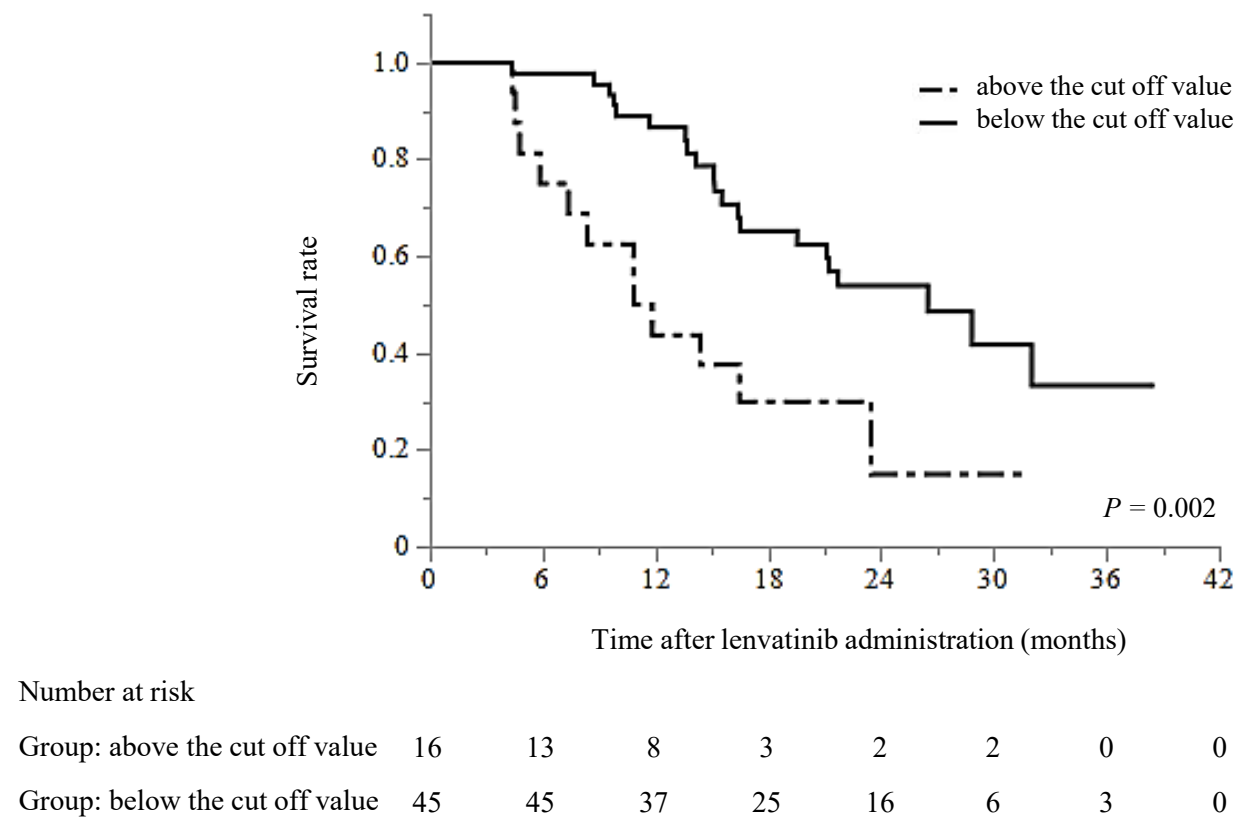 1.0
0.8
0.6
0.4
0.2
0
Survival rate
above the cut off value
below the cut off value
P = 0.002
0 6 12 18 24 30 36 42
Time after lenvatinib administration (months)
Number at risk
Group: above the cut off value 16 13 8 3 2 2 0 0
Group: below the cut off value 45 45 37 25 16 6 3 0